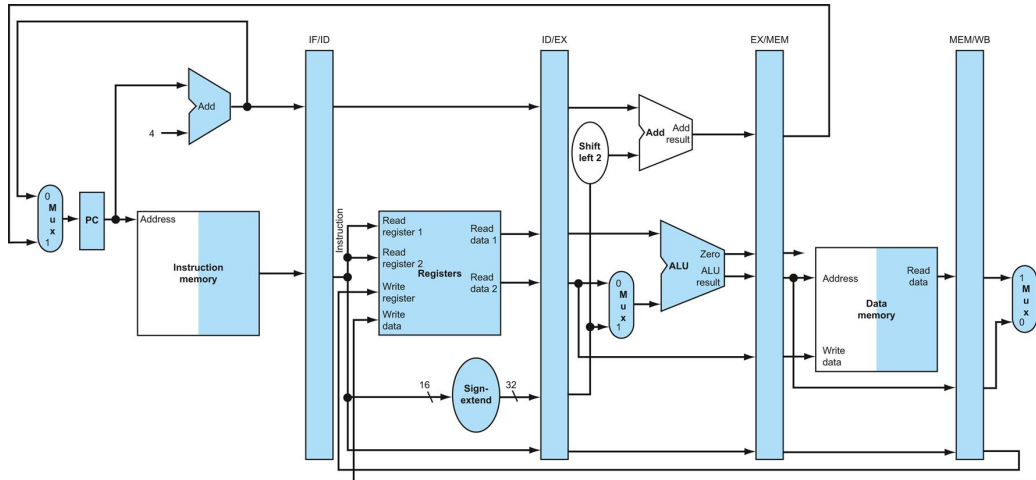 IF/ID
ID/EX
EX/MEM
MEM/WB
Add
4
Shift
left 2
Add
Add
result
0
M
u
x
1
PC
Address
Instruction
memory
Instruction
Read
register 1
Read
register 2
Write
register
Write
data
Registers
Read
data 1
Read
data 2
16
Sign-
extend
32
0
M
u
x
1
ALU
Zero
ALU
result
Address
Write
data
Data
memory
Read
data
1
M
u
x
0